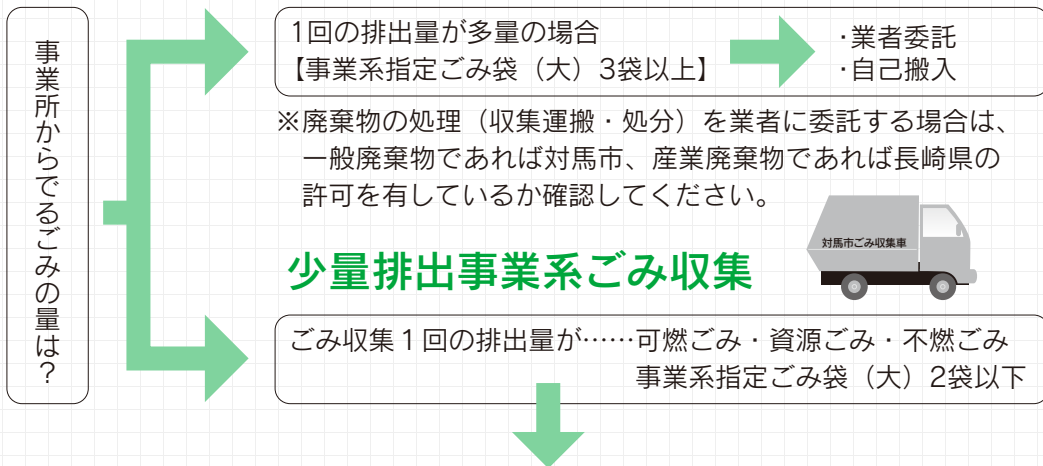 事業所からでるごみの量は？
1回の排出量が多量の場合
【事業系指定ごみ袋（大）3袋以上】
・業者委託
・自己搬入
※廃棄物の処理（収集運搬・処分）を業者に委託する場合は、
一般廃棄物であれば対馬市、産業廃棄物であれば長崎県の
許可を有しているか確認してください。
対馬市ごみ収集車
少量排出事業系ごみ収集
ごみ収集１回の排出量が……可燃ごみ・資源ごみ・不燃ごみ
事業系指定ごみ袋（大）2袋以下